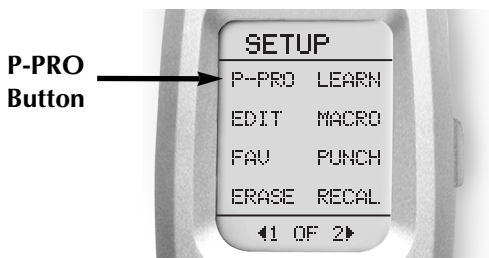 P-PRO
Button
SETUP
P-PRO LEARN
EDIT MACRO
FAV PUNCH
ERASE RECAL
◀1 OF 2▶